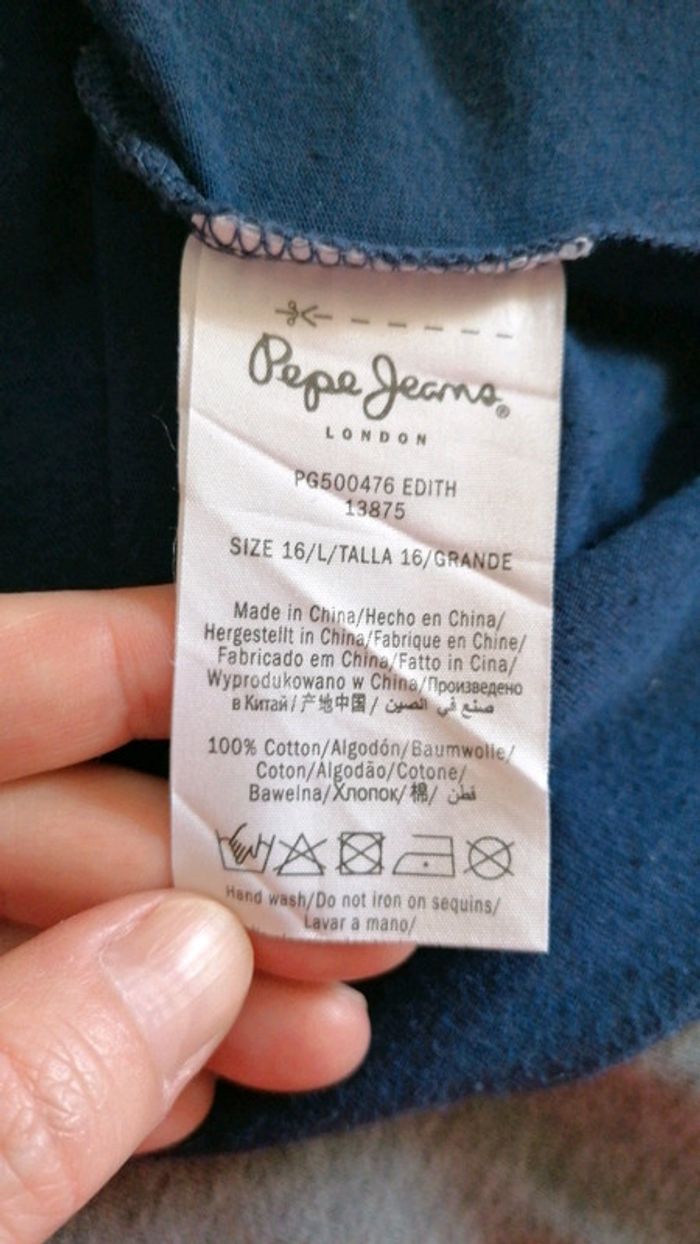 Pepe Jeans®
LONDON
PG500476 EDITH
13875
SIZE 16/L/TALLA 16/GRANDE
Made in China/Hecho en China/
Hergestellt in China/Fabrique en Chine/
Fabricado em China/Fatto in Cina/
Wyprodukowano w China/Произведено
в Китай/产地中国/ صنع في الصين
100% Cotton/Algodón/Baumwolle/
Coton/Algodão/Cotone/
Bawelna/Хлопок/棉/ قطن
Hand wash/Do not iron on sequins/
Lavar a mano/